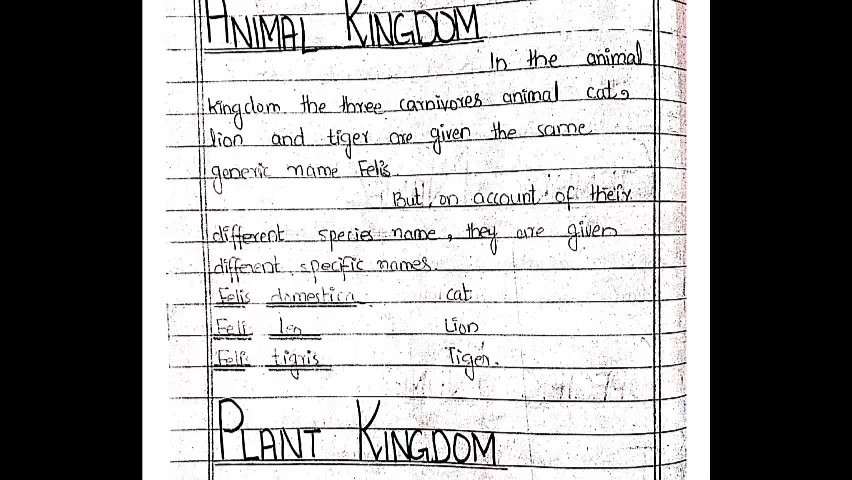 ANIMAL KINGDOM
In the animal
kingdom the three carnivores animal cat,
lion and tiger are given the same
generic name Felis.
But on account of their
different species name, they are given
different specific names.
Felis domestica cat
Feli leo Lion
Felis tigris Tiger.
PLANT KINGDOM